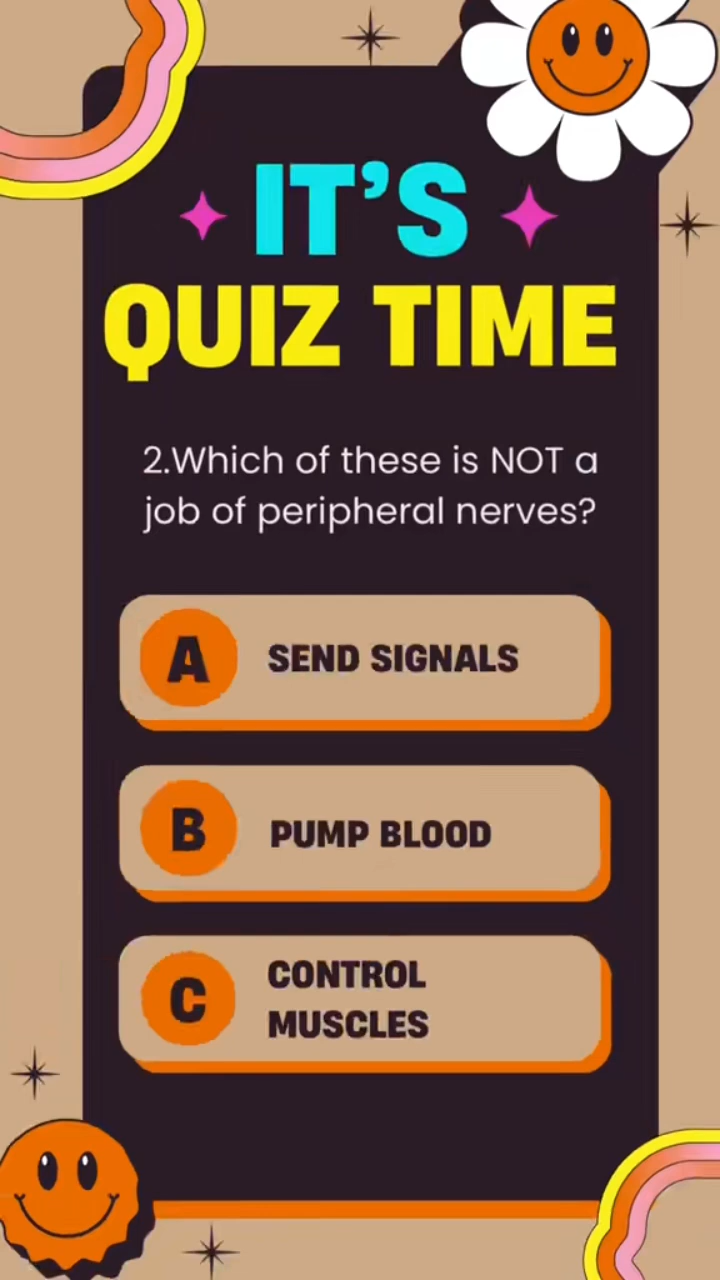 IT’S
QUIZ TIME
2.Which of these is NOT a
job of peripheral nerves?
A SEND SIGNALS
B PUMP BLOOD
C CONTROL
MUSCLES